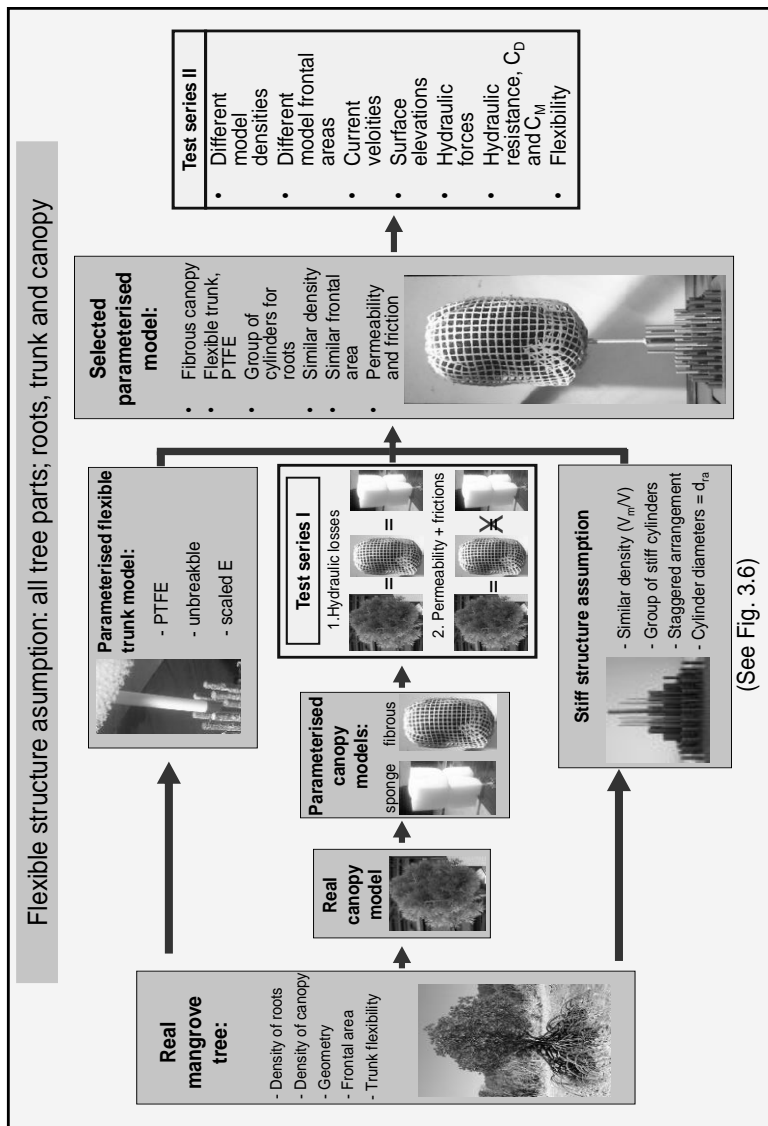 Flexible structure asumption: all tree parts; roots, trunk and canopy
Real
mangrove
tree:
- Density of roots
- Density of canopy
- Geometry
- Frontal area
- Trunk flexibility
Parameterised flexible
trunk model:
- PTFE
- unbreakble
- scaled E
Real
canopy
model
Parameterised
canopy
models:
sponge fibrous
Test series I
1.Hydraulic losses
= =
2. Permeability + frictions
= =
Stiff structure assumption
- Similar density (Vm/V)
- Group of stiff cylinders
- Staggered arrangement
- Cylinder diameters = dra
(See Fig. 3.6)
Selected
parameterised
model:
• Fibrous canopy
• Flexible trunk,
PTFE
• Group of
cylinders for
roots
• Similar density
• Similar frontal
area
• Permeability
and friction
Test series II
• Different
model
densities
• Different
model frontal
areas
• Current
veloities
• Surface
elevations
• Hydraulic
forces
• Hydraulic
resistance, CD
and CM
• Flexibility